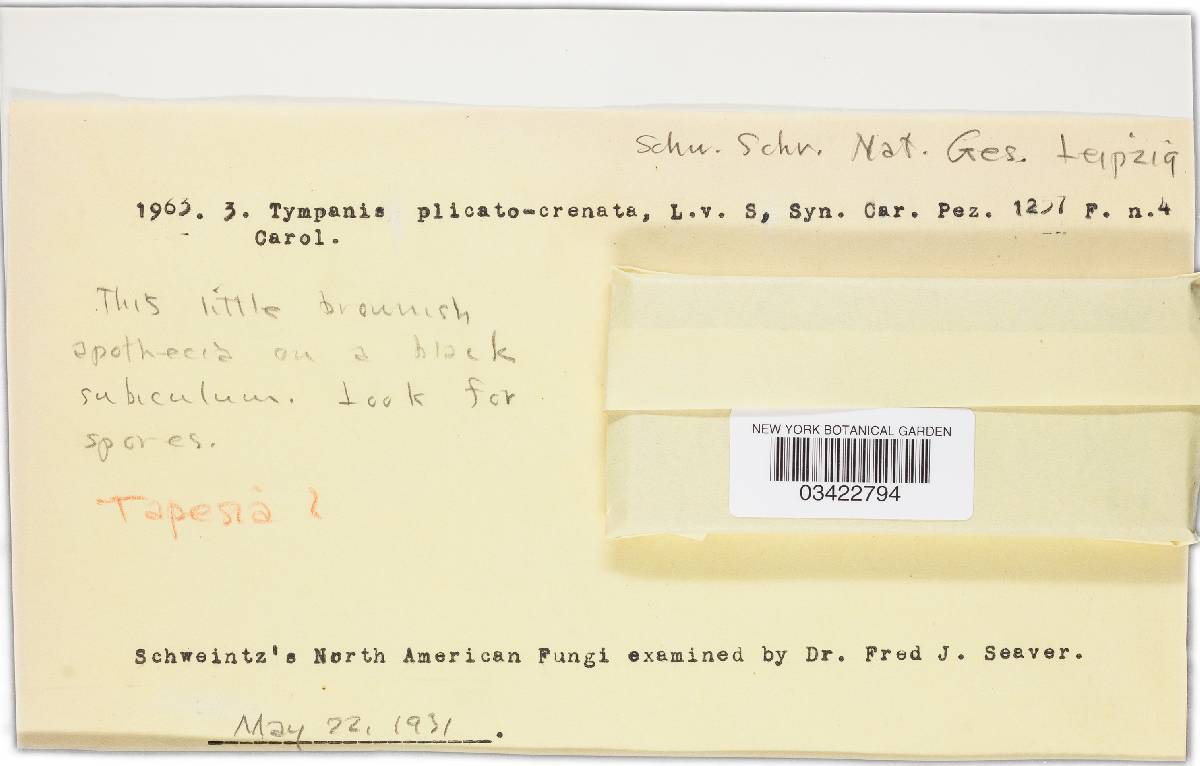 Schw. Schr. Nat. Ges. Leipzig
1963. 3. Tympanis plicato-crenata, L.v. S, Syn. Car. Pez. F. n.4
Carol.
This little brownish
apothecia on a black
subiculum. Look for
spores.
Tapesia ?
NEW YORK BOTANICAL GARDEN
03422794
Schweintz's North American Fungi examined by Dr. Fred J. Seaver.
May 22, 1931.